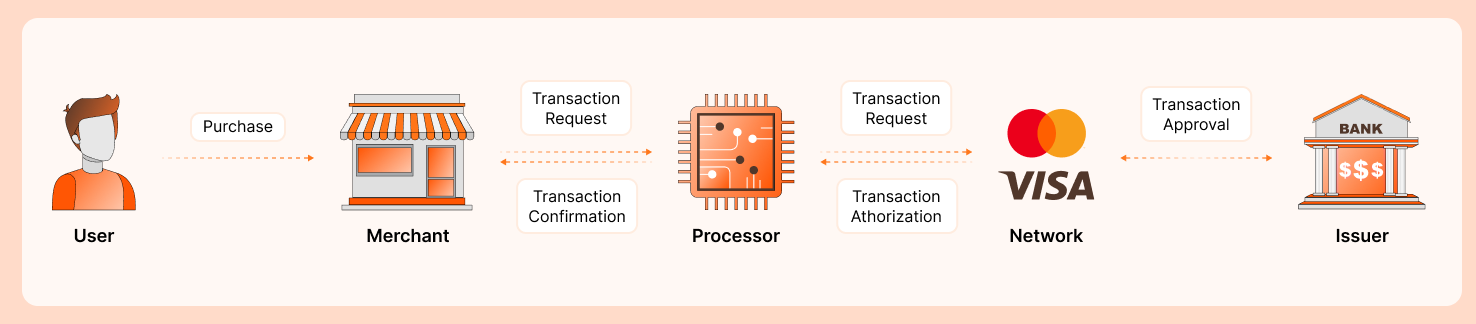 Purchase
Transaction
Request
Transaction
Confirmation
Transaction
Request
Transaction
Athorization
Transaction
Approval
VISA
BANK
$$$
User
Merchant
Processor
Network
Issuer